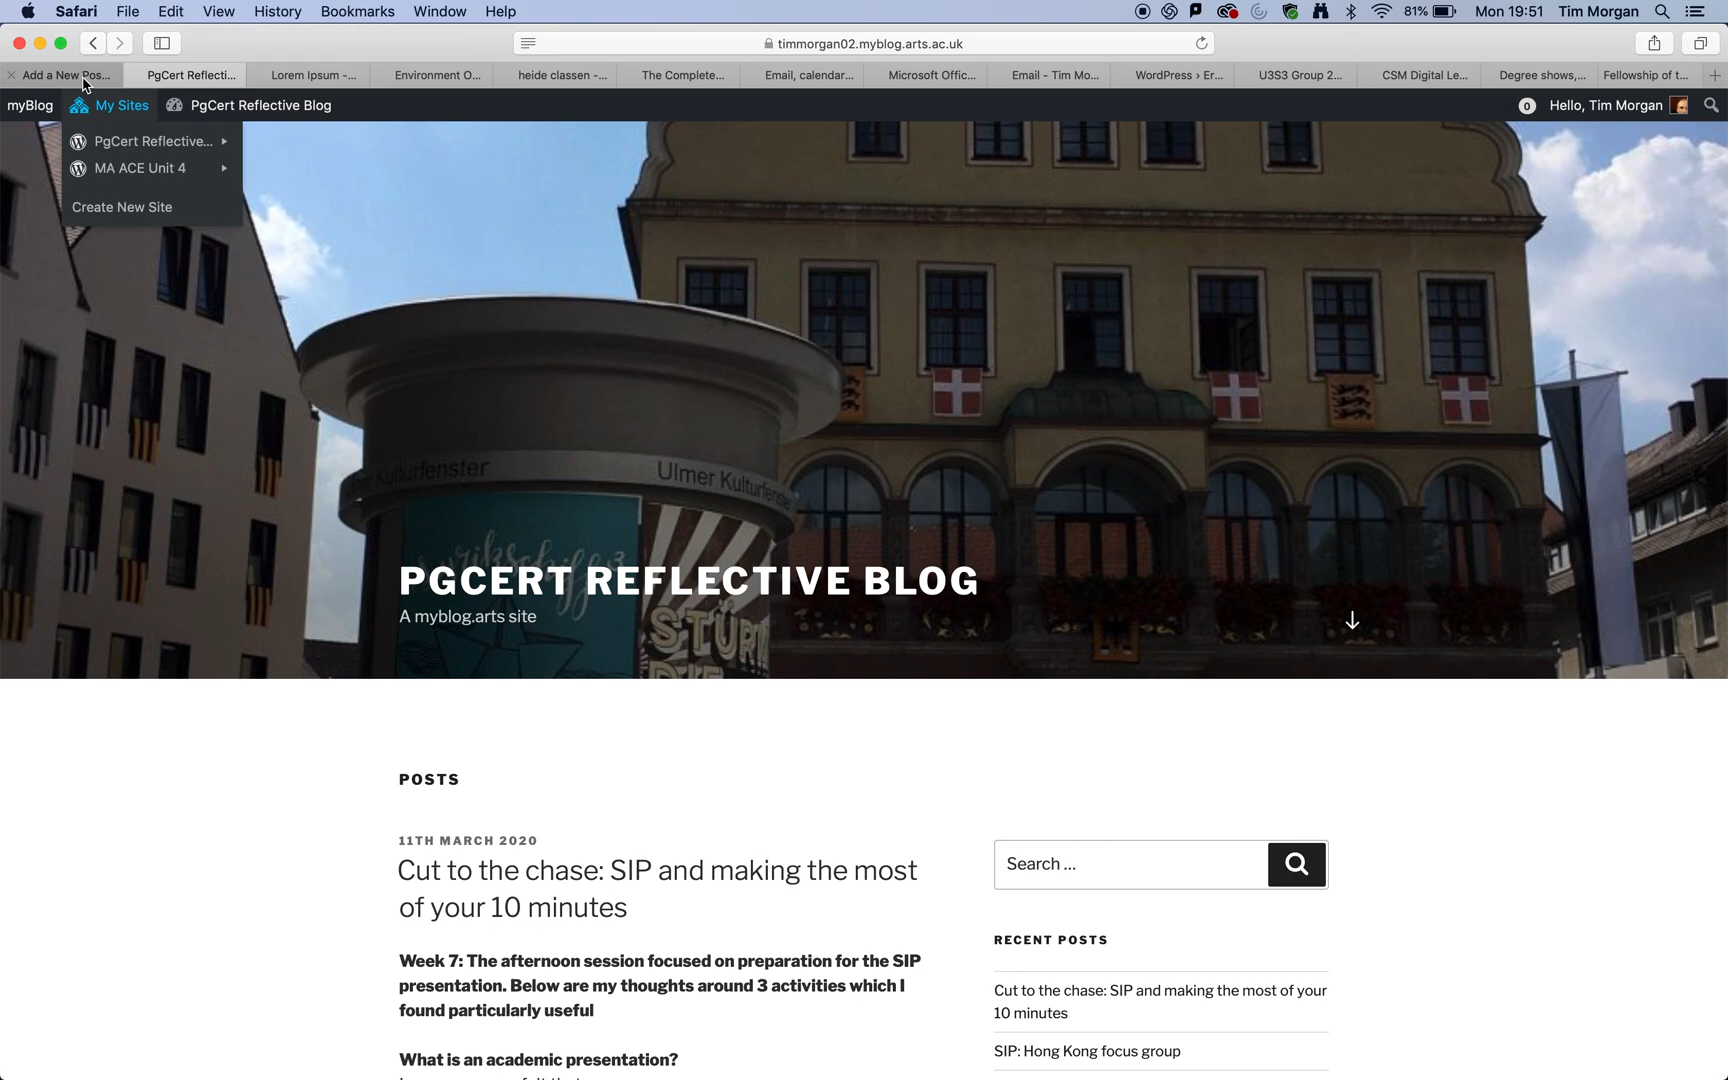 Safari File Edit View History Bookmarks Window Help 81% Mon 19:51 Tim Morgan
timmorgan02.myblog.arts.ac.uk
Add a New Pos... PgCert Reflecti... Lorem Ipsum -... Environment O... heide classen -... The Complete... Email, calendar... Microsoft Offic... Email - Tim Mo... WordPress › Er... U3S3 Group 2... CSM Digital Le... Degree shows,... Fellowship of t...
myBlog My Sites PgCert Reflective Blog 0 Hello, Tim Morgan
PgCert Reflective...
MA ACE Unit 4
Create New Site
Kulturfenster
Ulmer Kulturfenster
PGCERT REFLECTIVE BLOG
A myblog.arts site
POSTS
11TH MARCH 2020
Cut to the chase: SIP and making the most
of your 10 minutes
Week 7: The afternoon session focused on preparation for the SIP
presentation. Below are my thoughts around 3 activities which I
found particularly useful
What is an academic presentation?
Search ...
RECENT POSTS
Cut to the chase: SIP and making the most of your
10 minutes
SIP: Hong Kong focus group